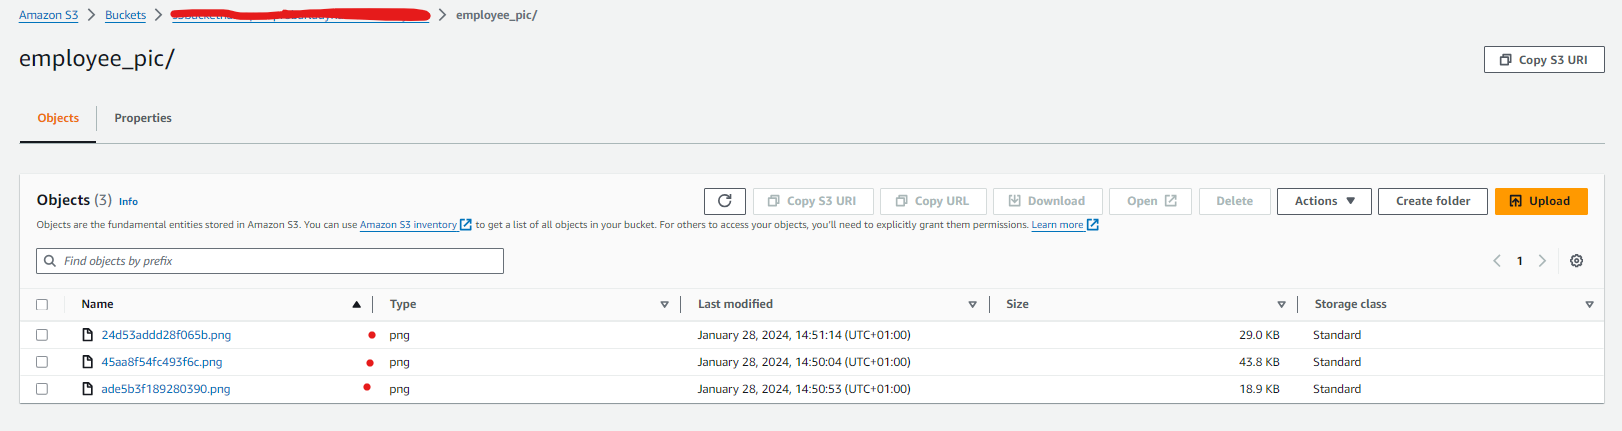 Amazon S3 > Buckets > employee_pic/
employee_pic/
Copy S3 URI
Objects Properties
Objects (3) Info
Copy S3 URI Copy URL Download Open Delete Actions Create folder Upload
Objects are the fundamental entities stored in Amazon S3. You can use Amazon S3 inventory to get a list of all objects in your bucket. For others to access your objects, you'll need to explicitly grant them permissions. Learn more
Find objects by prefix
1
Name Type Last modified Size Storage class
24d53addd28f065b.png png January 28, 2024, 14:51:14 (UTC+01:00) 29.0 KB Standard
45aa8f54fc493f6c.png png January 28, 2024, 14:50:04 (UTC+01:00) 43.8 KB Standard
ade5b3f189280390.png png January 28, 2024, 14:50:53 (UTC+01:00) 18.9 KB Standard